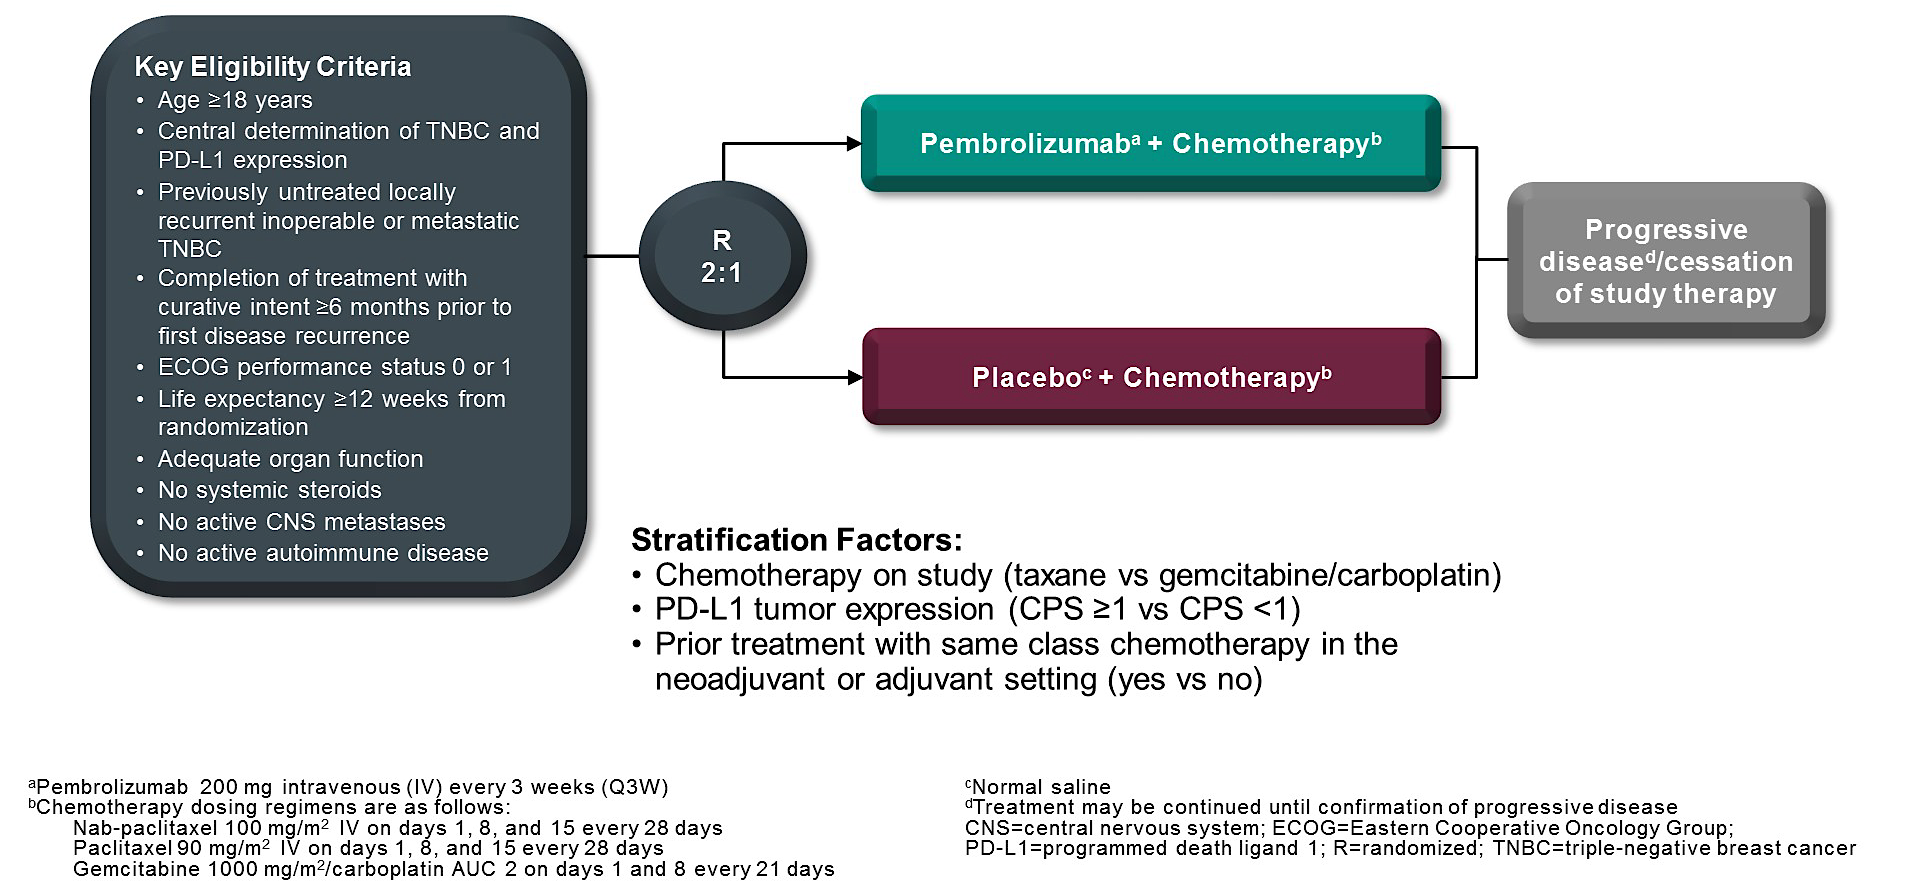 Key Eligibility Criteria
• Age ≥18 years
• Central determination of TNBC and
PD-L1 expression
• Previously untreated locally
recurrent inoperable or metastatic
TNBC
• Completion of treatment with
curative intent ≥6 months prior to
first disease recurrence
• ECOG performance status 0 or 1
• Life expectancy ≥12 weeks from
randomization
• Adequate organ function
• No systemic steroids
• No active CNS metastases
• No active autoimmune disease
R
2:1
Pembrolizumabᵃ + Chemotherapyᵇ
Placeboᶜ + Chemotherapyᵇ
Progressive
diseaseᵈ/cessation
of study therapy
Stratification Factors:
• Chemotherapy on study (taxane vs gemcitabine/carboplatin)
• PD-L1 tumor expression (CPS ≥1 vs CPS <1)
• Prior treatment with same class chemotherapy in the
neoadjuvant or adjuvant setting (yes vs no)
ᵃPembrolizumab 200 mg intravenous (IV) every 3 weeks (Q3W)
ᵇChemotherapy dosing regimens are as follows:
Nab-paclitaxel 100 mg/m² IV on days 1, 8, and 15 every 28 days
Paclitaxel 90 mg/m² IV on days 1, 8, and 15 every 28 days
Gemcitabine 1000 mg/m²/carboplatin AUC 2 on days 1 and 8 every 21 days
ᶜNormal saline
ᵈTreatment may be continued until confirmation of progressive disease
CNS=central nervous system; ECOG=Eastern Cooperative Oncology Group;
PD-L1=programmed death ligand 1; R=randomized; TNBC=triple-negative breast cancer